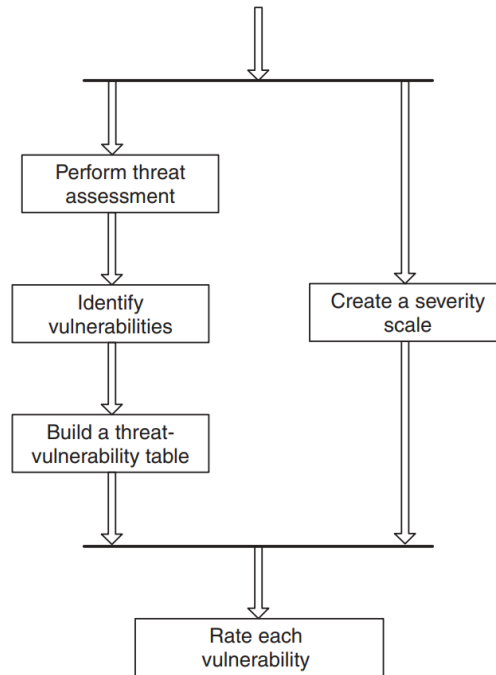 Perform threat
assessment
Identify
vulnerabilities
Create a severity
scale
Build a threat-
vulnerability table
Rate each
vulnerability